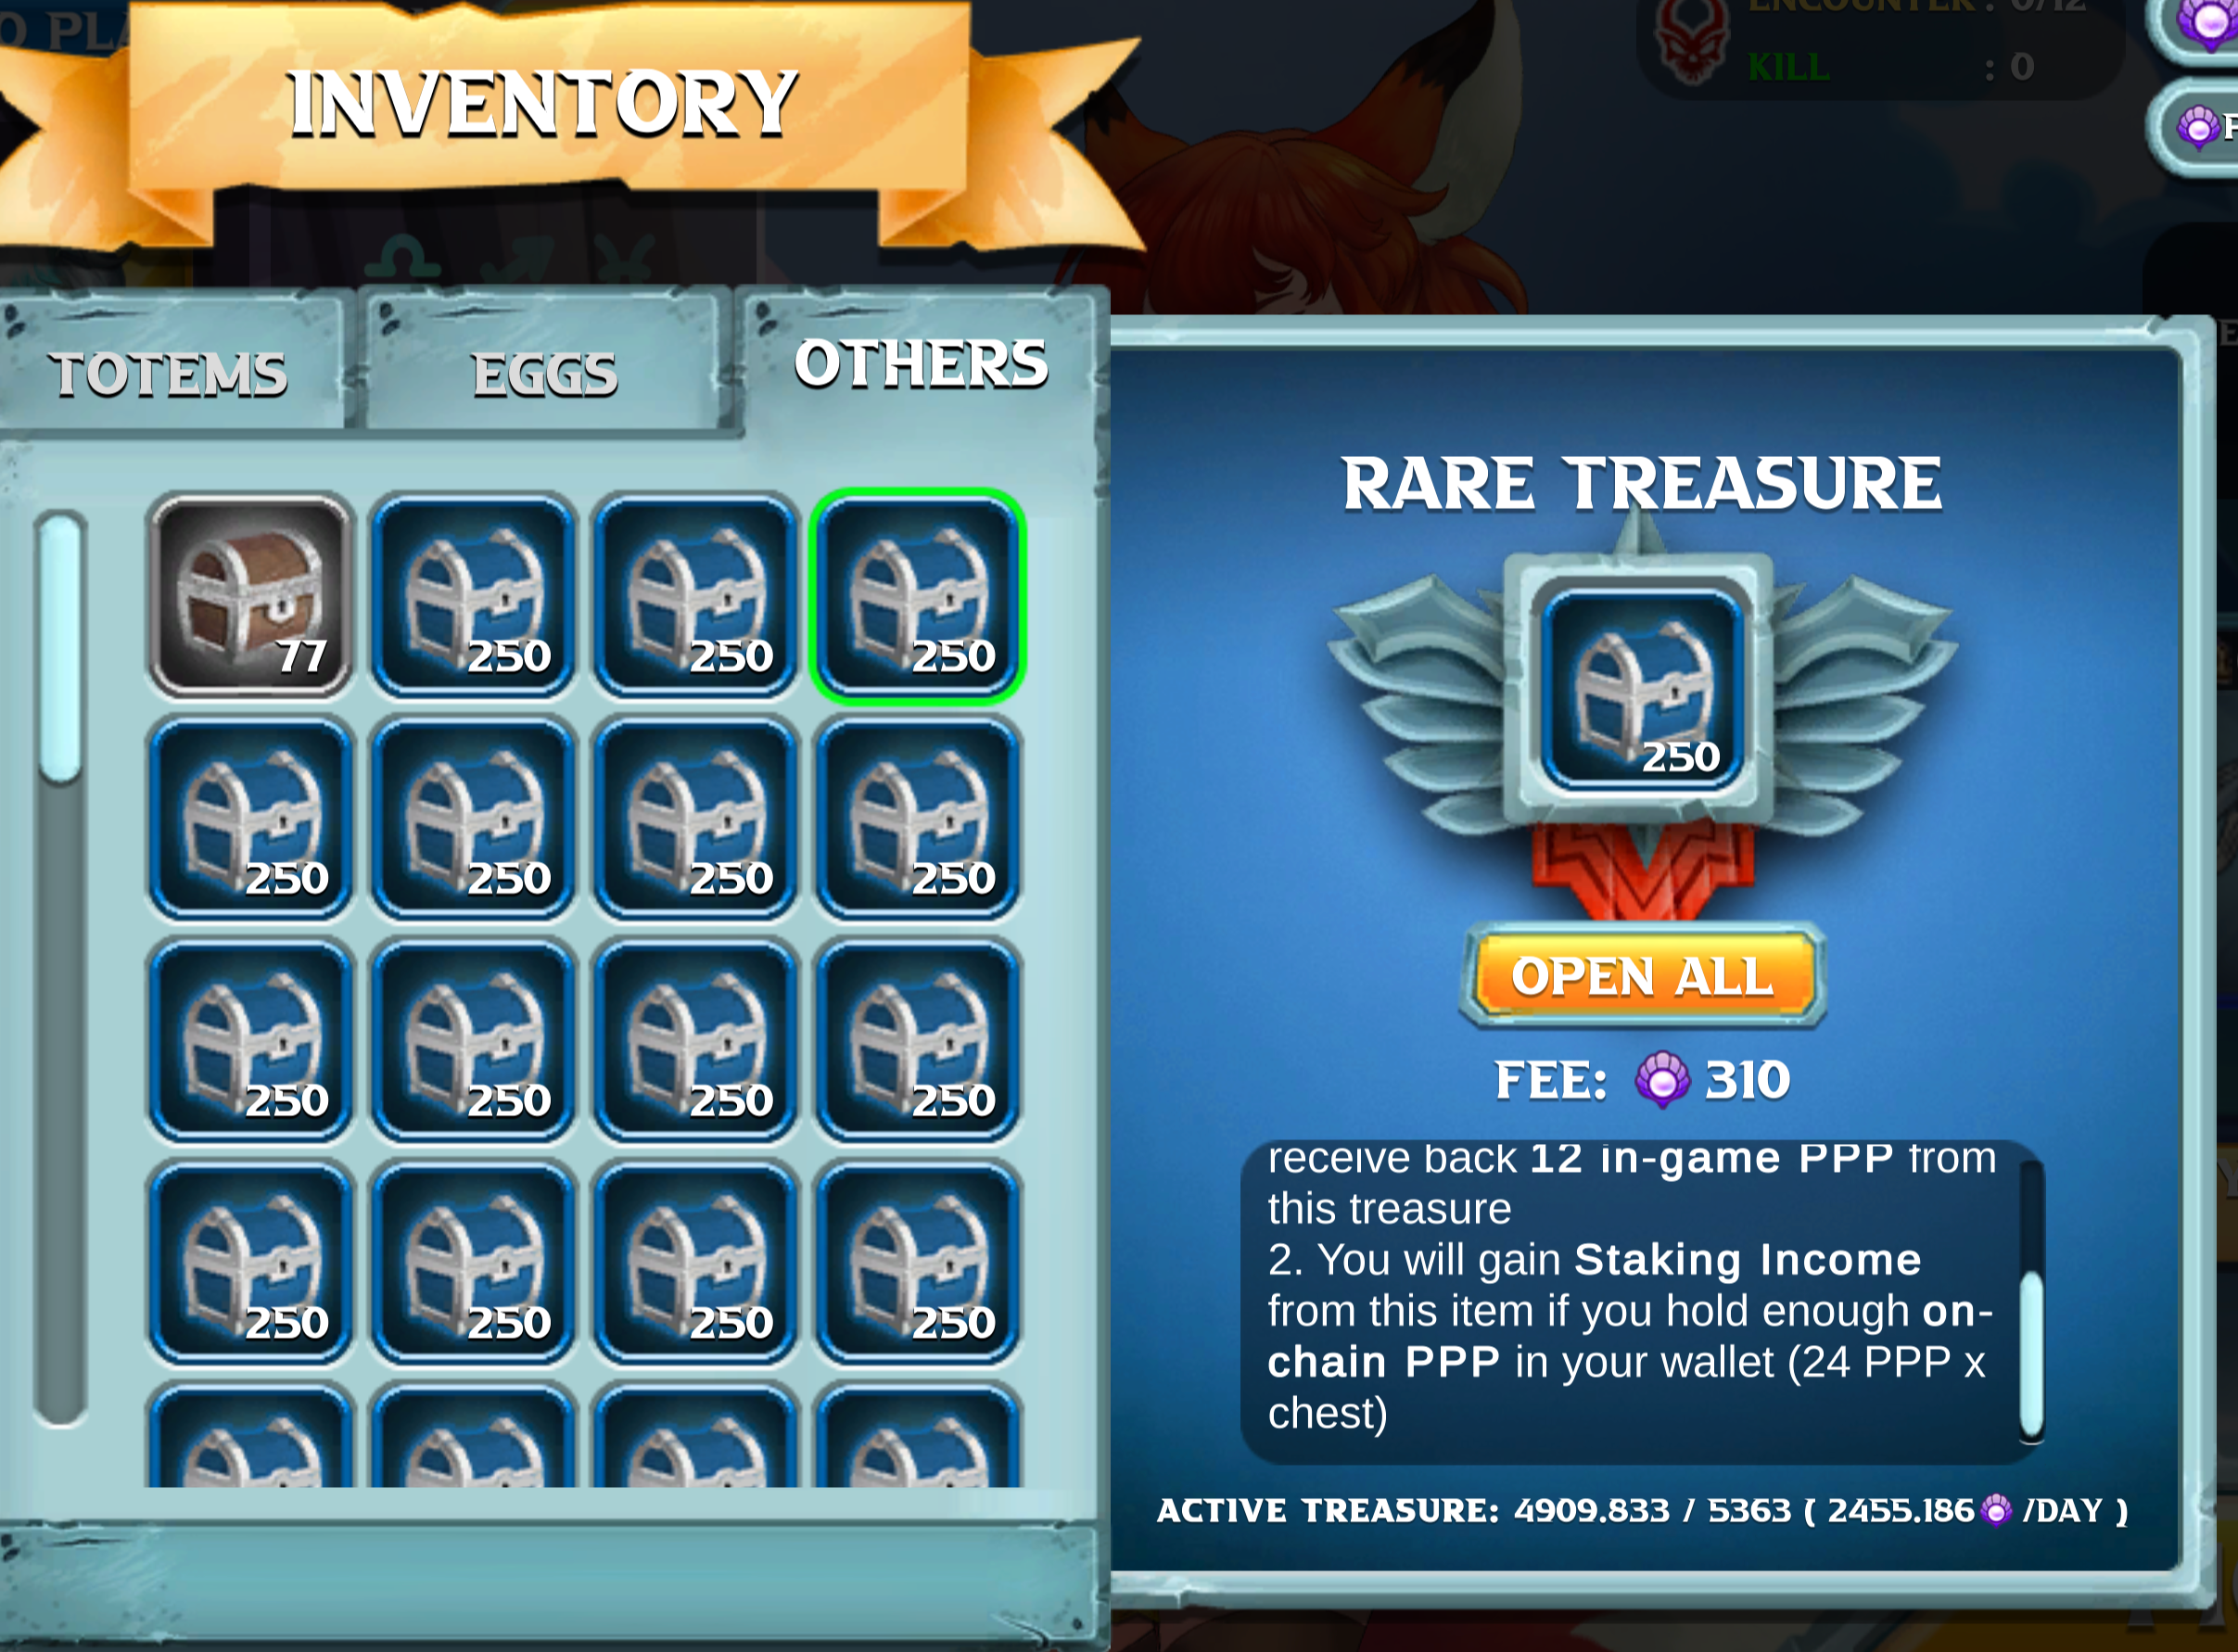 ENCOUNTER : 0/12
KILL : 0
INVENTORY
TOTEMS EGGS OTHERS
77 250 250 250
250 250 250 250
250 250 250 250
250 250 250 250
RARE TREASURE
250
OPEN ALL
FEE: 310
receive back 12 in-game PPP from
this treasure
2. You will gain Staking Income
from this item if you hold enough on-
chain PPP in your wallet (24 PPP x
chest)
ACTIVE TREASURE: 4909.833 / 5363 ( 2455.186 /DAY )